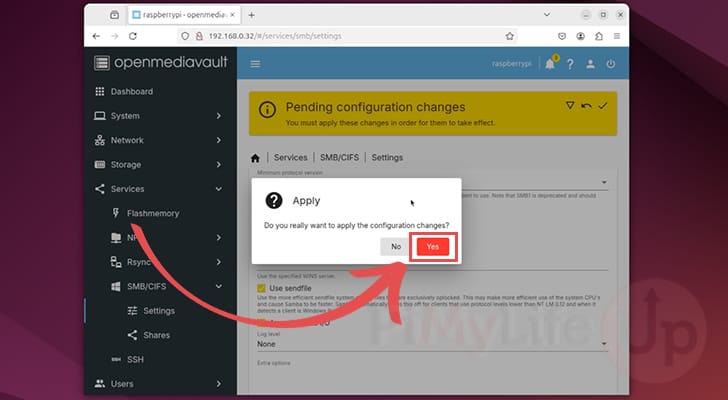 raspberrypi - openmediavault
192.168.0.32/#/services/smb/settings
openmediavault
raspberrypi
Dashboard
System
Network
Storage
Services
Flashmemory
Rsync
SMB/CIFS
Settings
Shares
SSH
Users
Pending configuration changes
You must apply these changes in order for them to take effect.
Services | SMB/CIFS | Settings
Minimum protocol version
to use. Note that SMB1 is deprecated and should
Apply
Do you really want to apply the configuration changes?
No
Yes
Use the specified WINS server.
Use sendfile
Use the more efficient sendfile system
are exclusively oplocked. This may make more efficient use of the system CPU's
and cause Samba to be faster. Samba
this off for clients that use protocol levels lower than NT LM 0.12 and when it
detects a client is Windows
Log level
None
Extra options
PiMyLifeUp